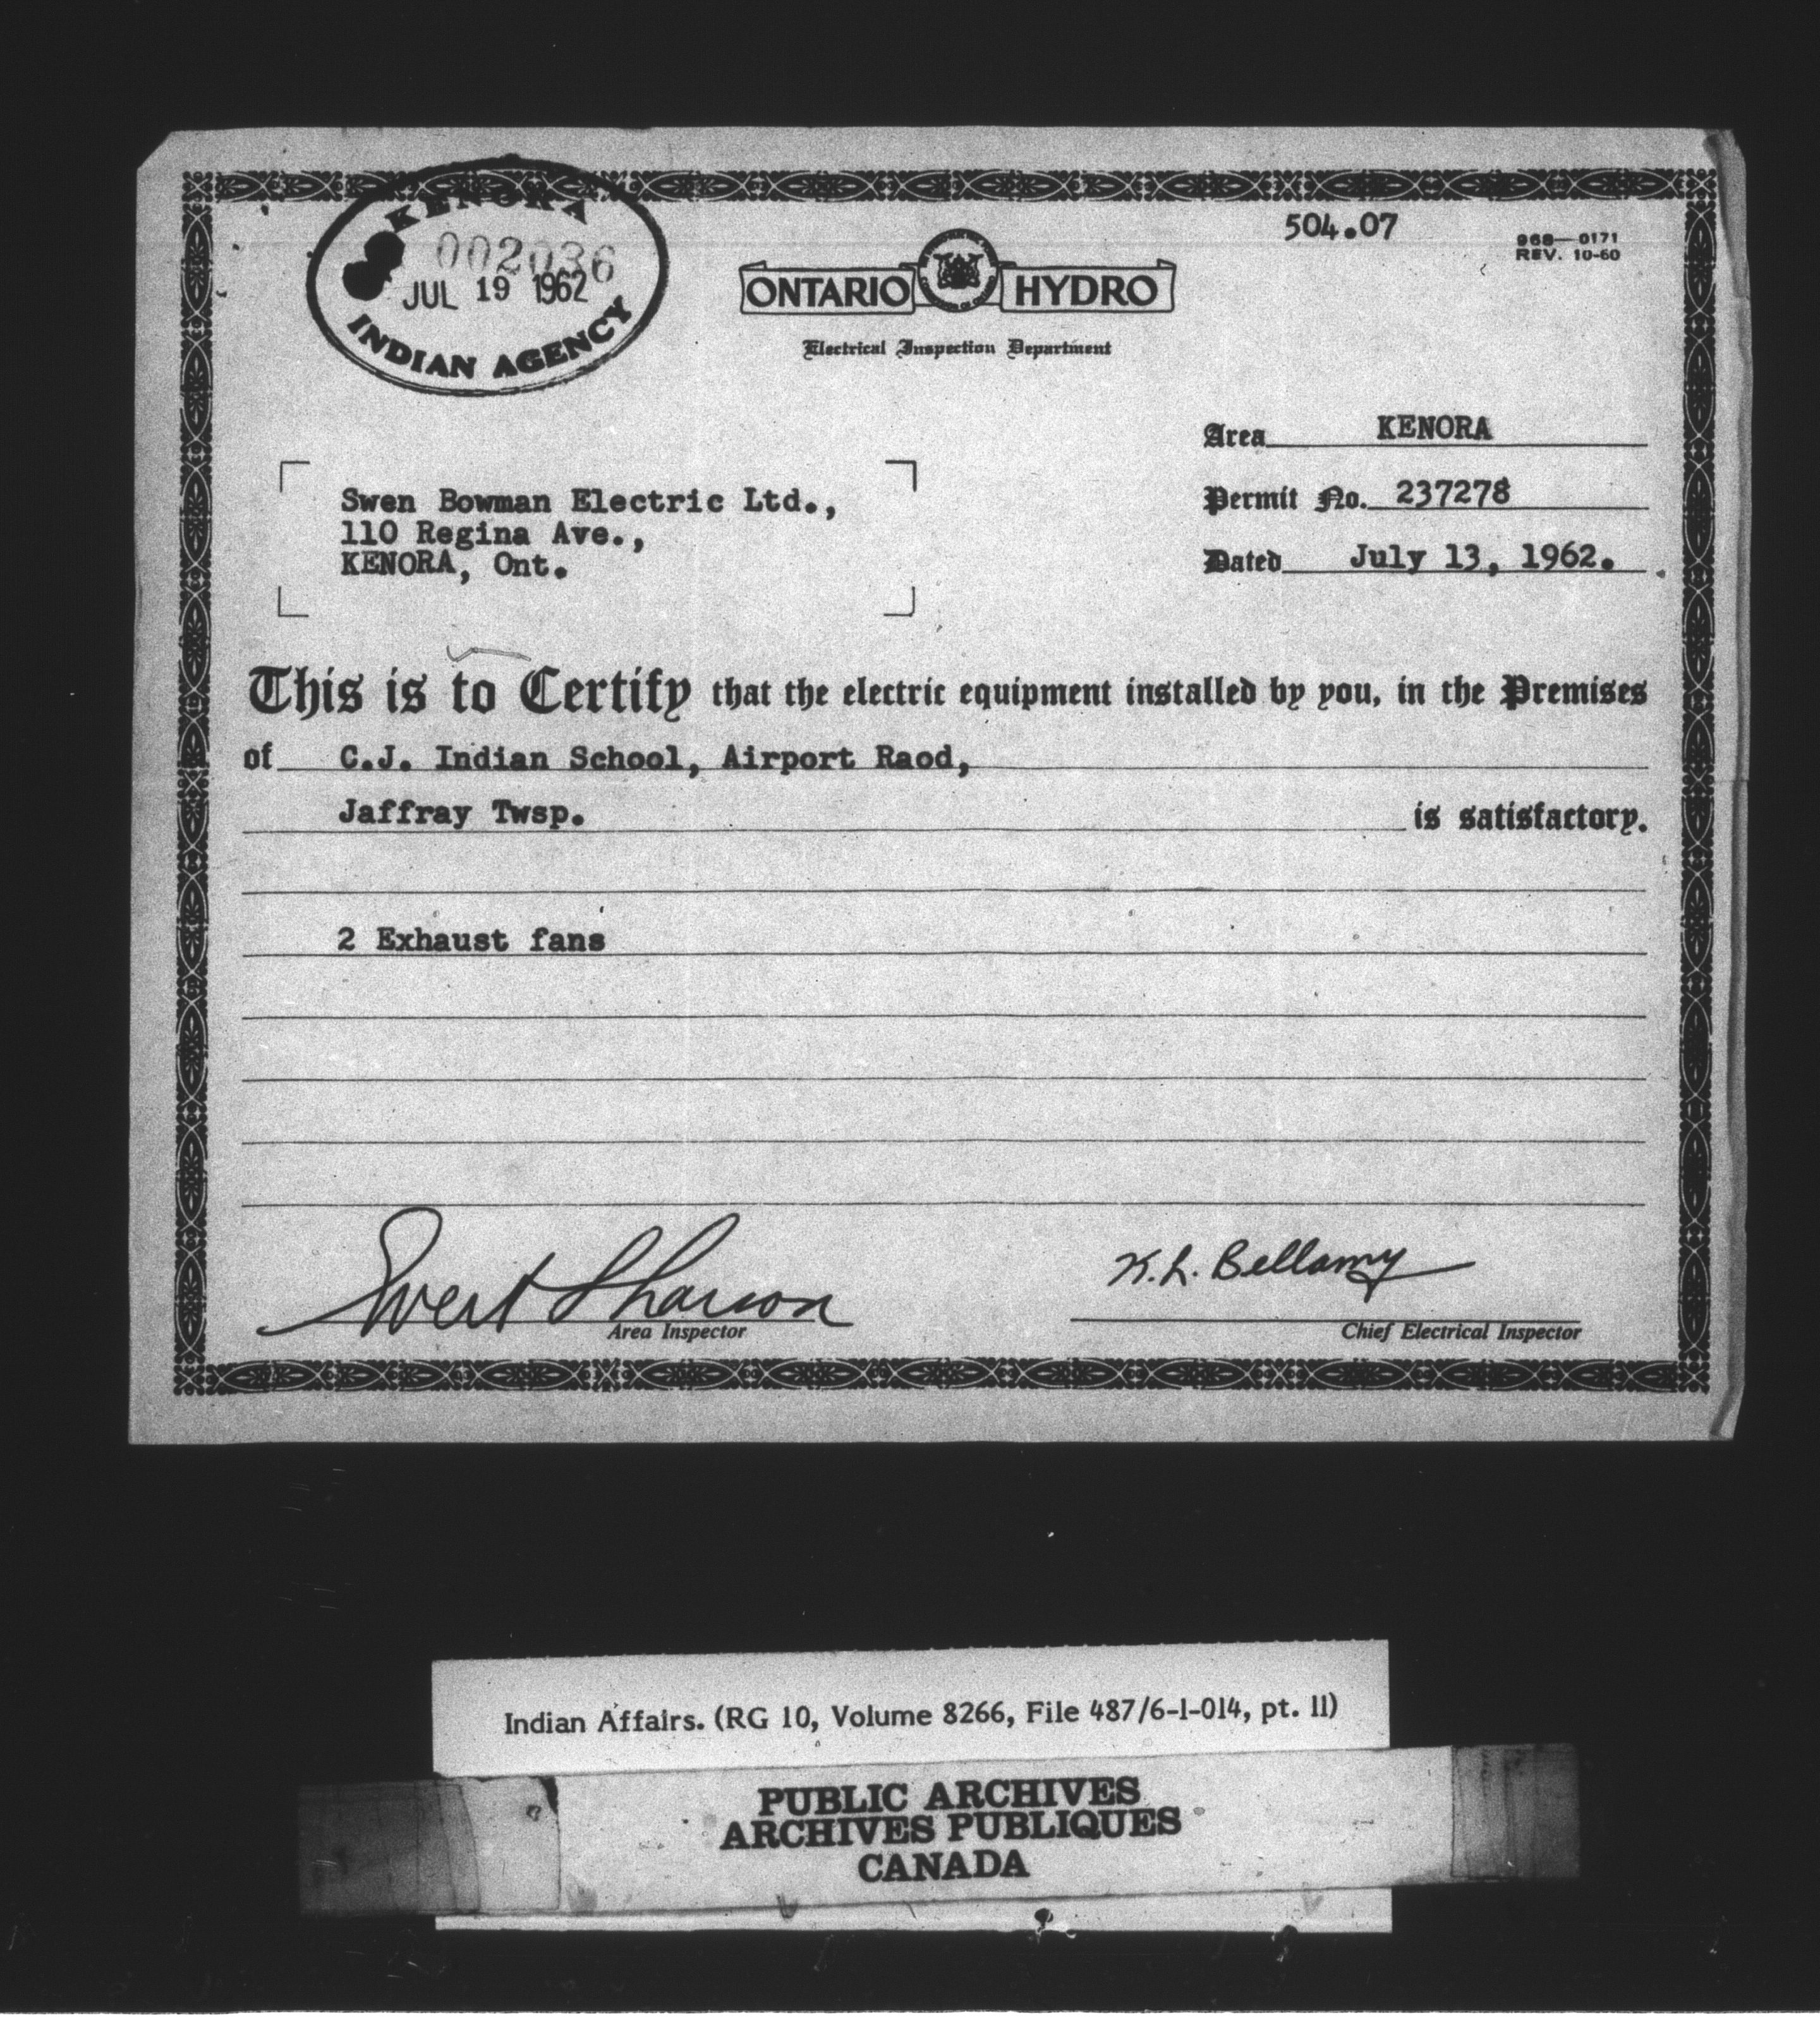 KENORA
002036
JUL 19 1962
INDIAN AGENCY
504.07
968—0171
REV. 10-60
ONTARIO HYDRO
Electrical Inspection Department
Area KENORA
Permit No. 237278
Dated July 13, 1962.
Swen Bowman Electric Ltd.,
110 Regina Ave.,
KENORA, Ont.
This is to Certify that the electric equipment installed by you, in the Premises
of C.J. Indian School, Airport Raod,
Jaffray Twsp. is satisfactory.
2 Exhaust fans
K.L. Bellamy
Area Inspector
Chief Electrical Inspector
Indian Affairs. (RG 10, Volume 8266, File 487/6-1-014, pt. 11)
PUBLIC ARCHIVES
ARCHIVES PUBLIQUES
CANADA